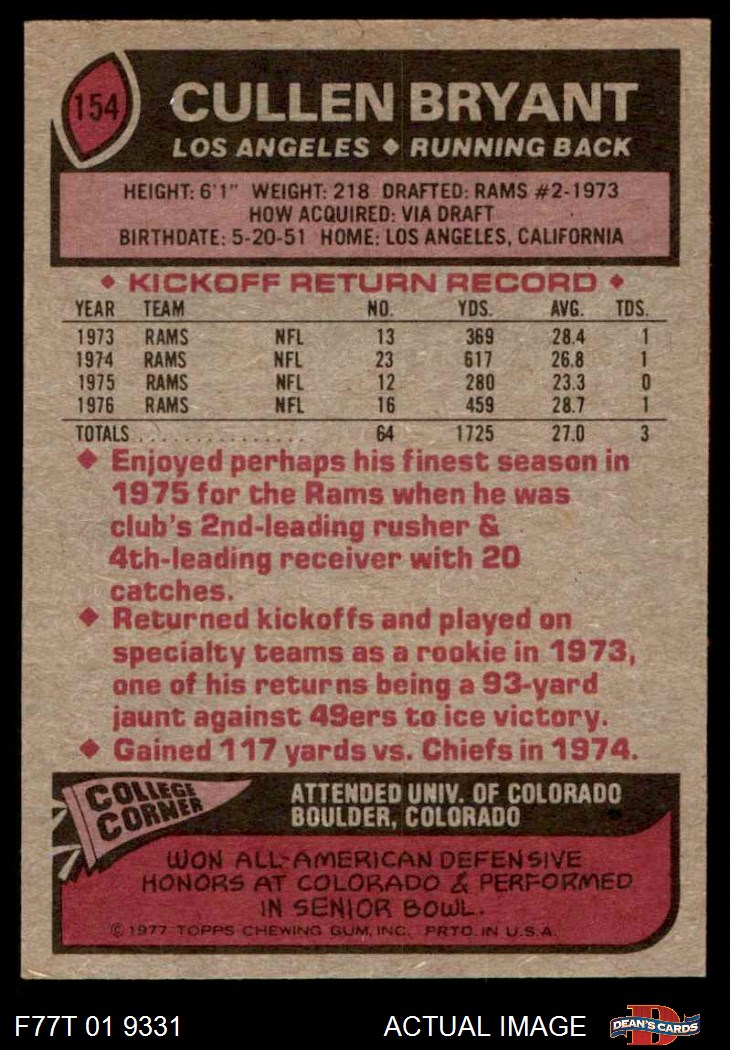 154
CULLEN BRYANT
LOS ANGELES ◆ RUNNING BACK
HEIGHT: 6'1" WEIGHT: 218 DRAFTED: RAMS #2-1973
HOW ACQUIRED: VIA DRAFT
BIRTHDATE: 5-20-51 HOME: LOS ANGELES, CALIFORNIA
◆ KICKOFF RETURN RECORD ◆
YEAR TEAM NO. YDS. AVG. TDS.
1973 RAMS NFL 13 369 28.4 1
1974 RAMS NFL 23 617 26.8 1
1975 RAMS NFL 12 280 23.3 0
1976 RAMS NFL 16 459 28.7 1
TOTALS . . . . . . . . . . . . . . . 64 1725 27.0 3
◆ Enjoyed perhaps his finest season in
1975 for the Rams when he was
club's 2nd-leading rusher &
4th-leading receiver with 20
catches.
◆ Returned kickoffs and played on
specialty teams as a rookie in 1973,
one of his returns being a 93-yard
jaunt against 49ers to ice victory.
◆ Gained 117 yards vs. Chiefs in 1974.
COLLEGE
CORNER
ATTENDED UNIV. OF COLORADO
BOULDER, COLORADO
WON ALL-AMERICAN DEFENSIVE
HONORS AT COLORADO & PERFORMED
IN SENIOR BOWL.
© 1977 TOPPS CHEWING GUM, INC. PRTD. IN U.S.A.
F77T 01 9331 ACTUAL IMAGE DEAN'S CARDS